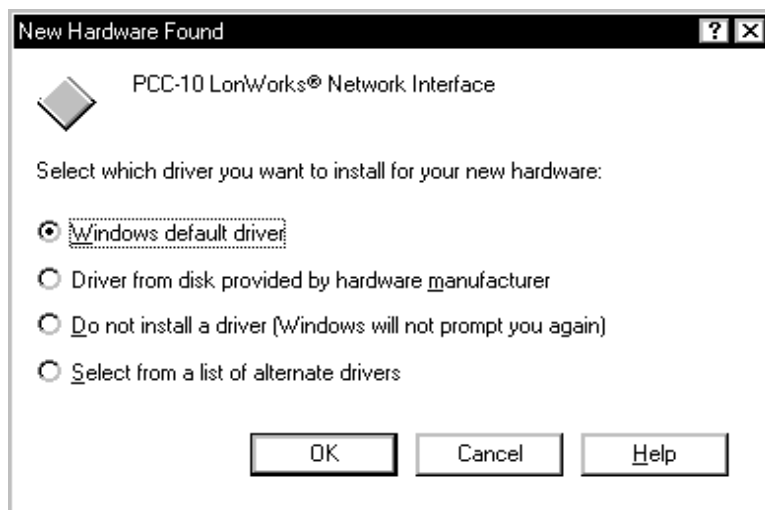 New Hardware Found
PCC-10 LonWorks® Network Interface
Select which driver you want to install for your new hardware:
Windows default driver
Driver from disk provided by hardware manufacturer
Do not install a driver (Windows will not prompt you again)
Select from a list of alternate drivers
OK Cancel Help